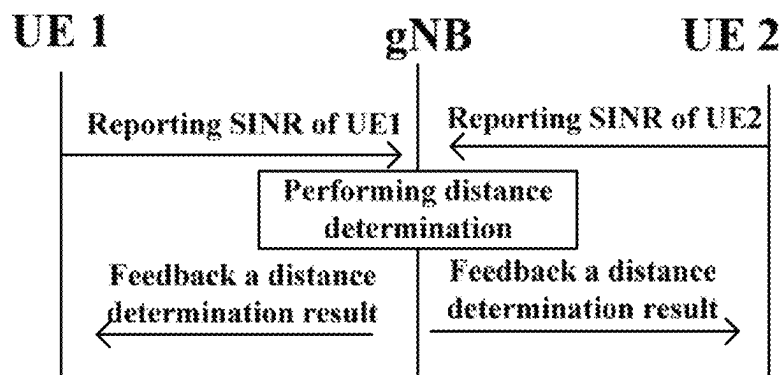 UE 1
gNB
UE 2
Reporting SINR of UE1
Reporting SINR of UE2
Performing distance
determination
Feedback a distance
determination result
Feedback a distance
determination result